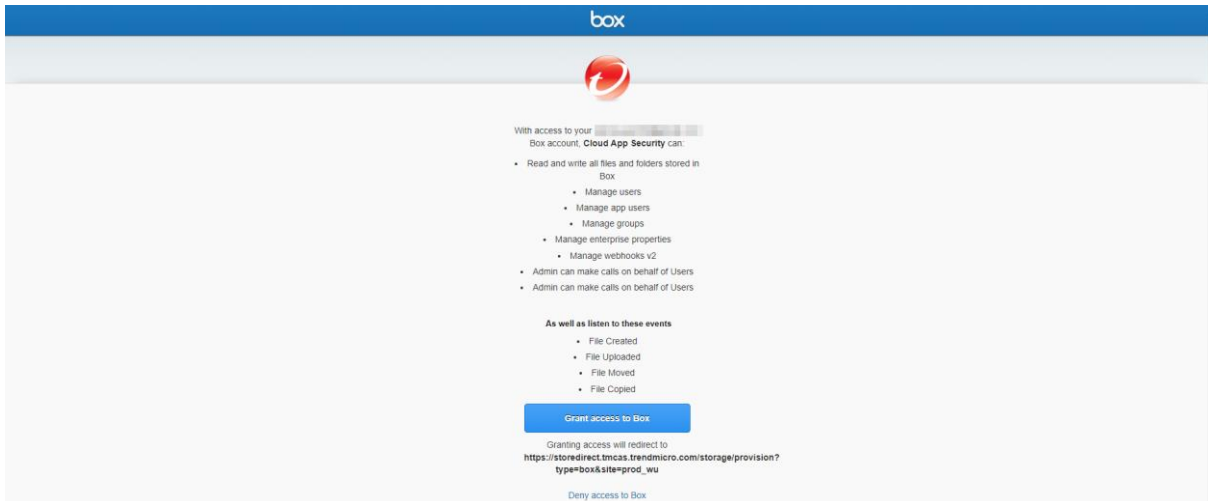 box
With access to your
Box account, Cloud App Security can:
• Read and write all files and folders stored in
Box
• Manage users
• Manage app users
• Manage groups
• Manage enterprise properties
• Manage webhooks v2
• Admin can make calls on behalf of Users
• Admin can make calls on behalf of Users
As well as listen to these events
• File Created
• File Uploaded
• File Moved
• File Copied
Grant access to Box
Granting access will redirect to
https://storedirect.tmcas.trendmicro.com/storage/provision?
type=box&site=prod_wu
Deny access to Box